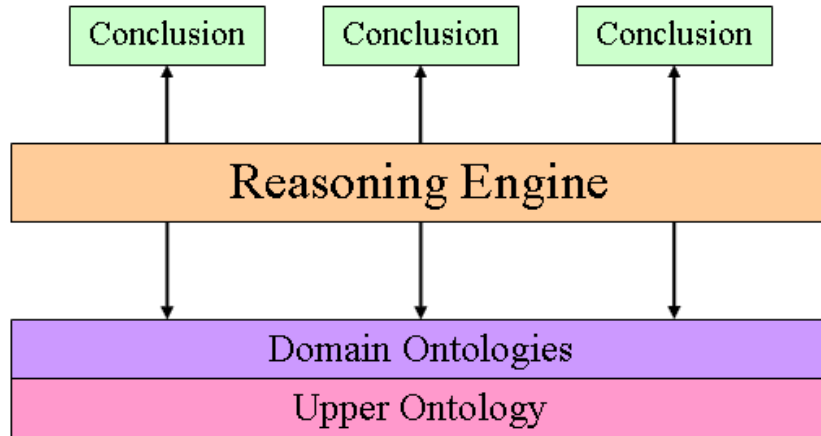 Conclusion
Conclusion
Conclusion
Reasoning Engine
Domain Ontologies
Upper Ontology